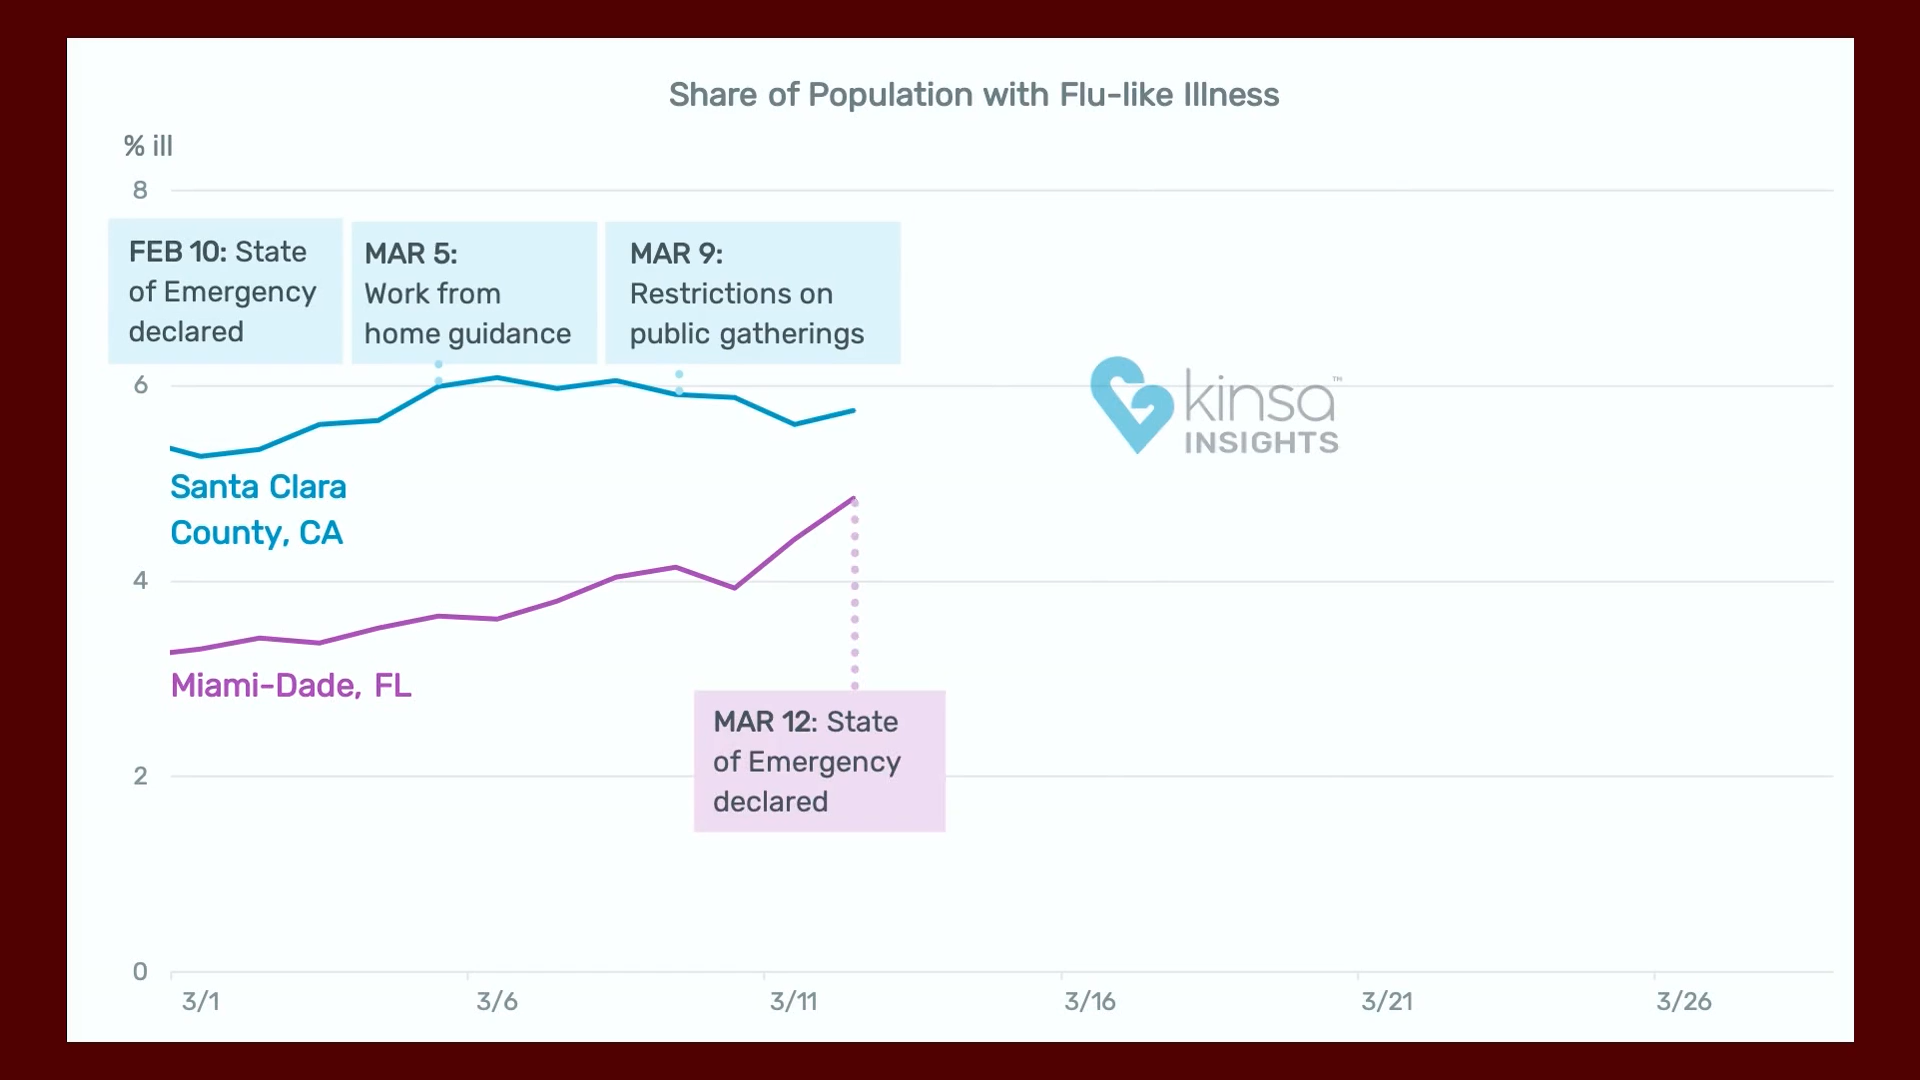 Share of Population with Flu-like Illness
% ill
8
FEB 10: State
of Emergency
declared
MAR 5:
Work from
home guidance
MAR 9:
Restrictions on
public gatherings
6
kinsa™
INSIGHTS
Santa Clara
County, CA
4
Miami-Dade, FL
MAR 12: State
of Emergency
declared
2
0
3/1 3/6 3/11 3/16 3/21 3/26